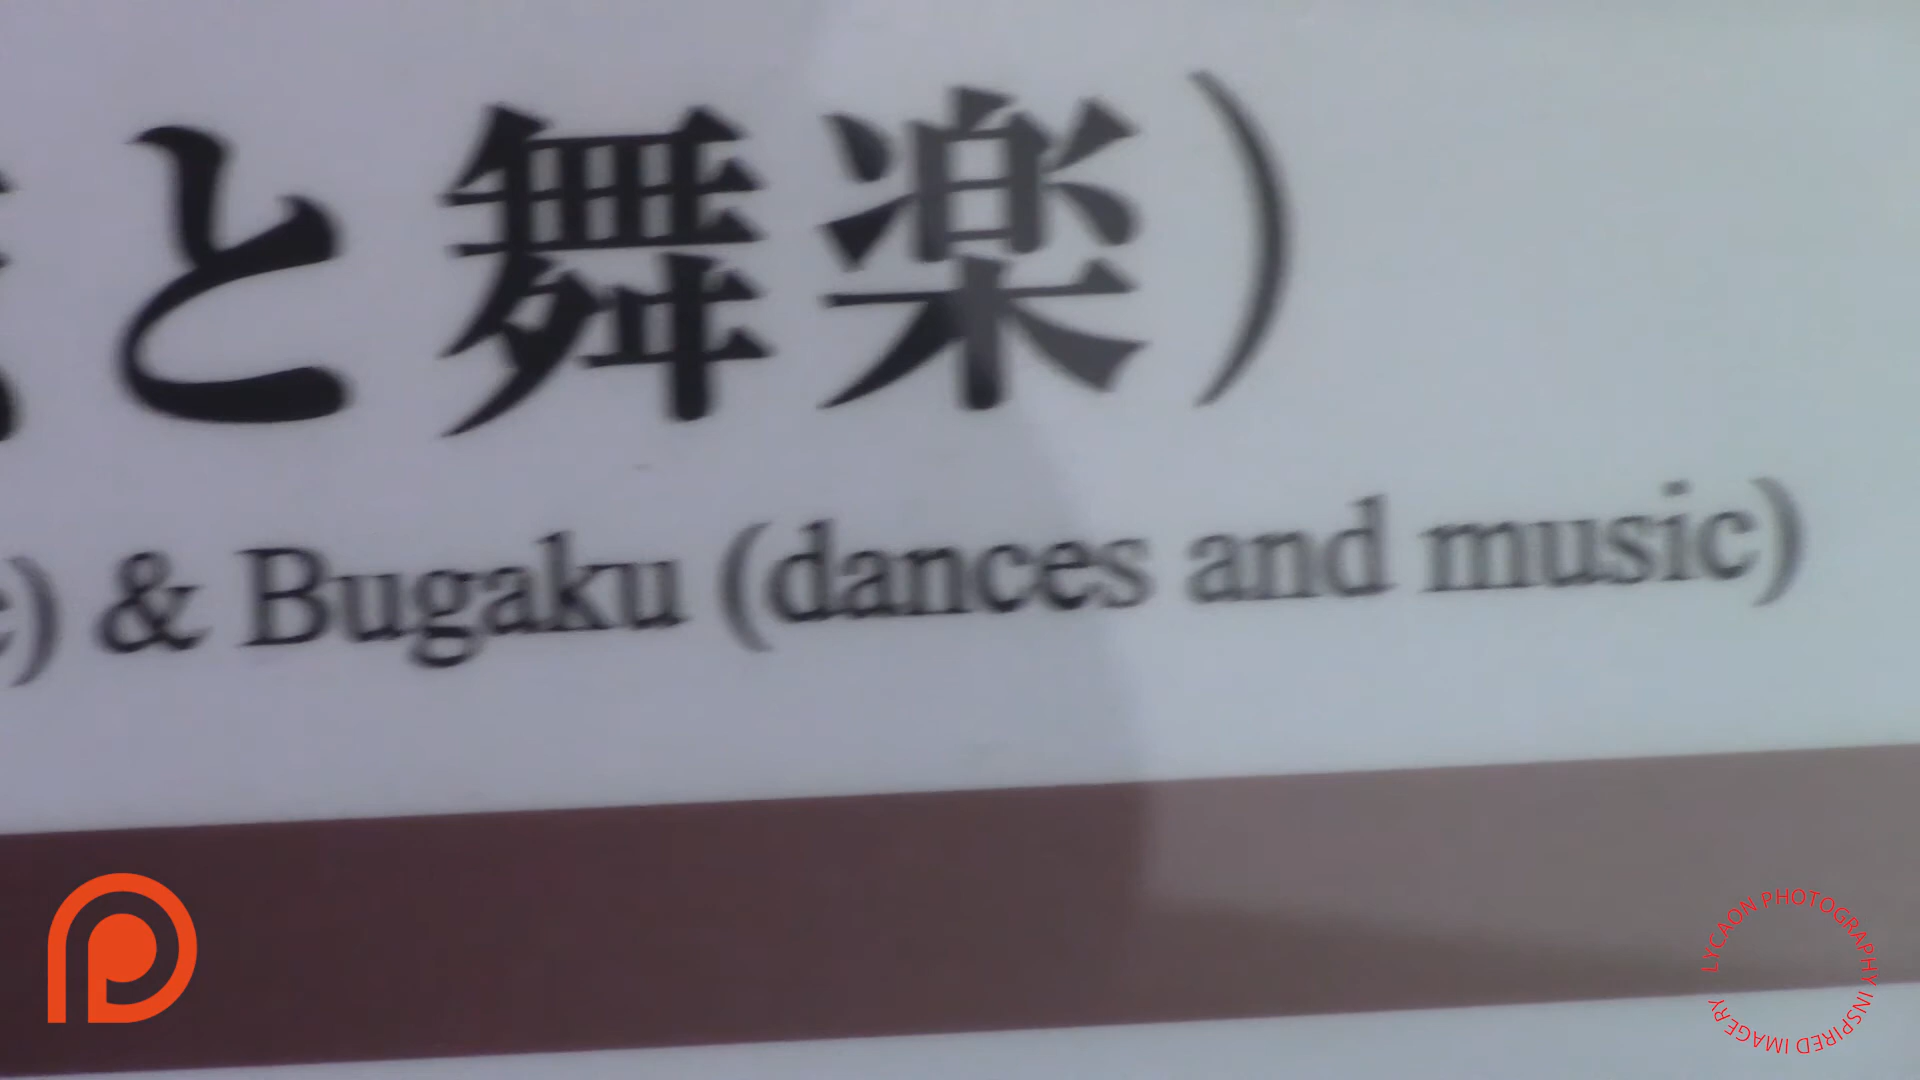 と舞楽）
) & Bugaku (dances and music)
LYCAON PHOTOGRAPHY INSPIRED IMAGERY